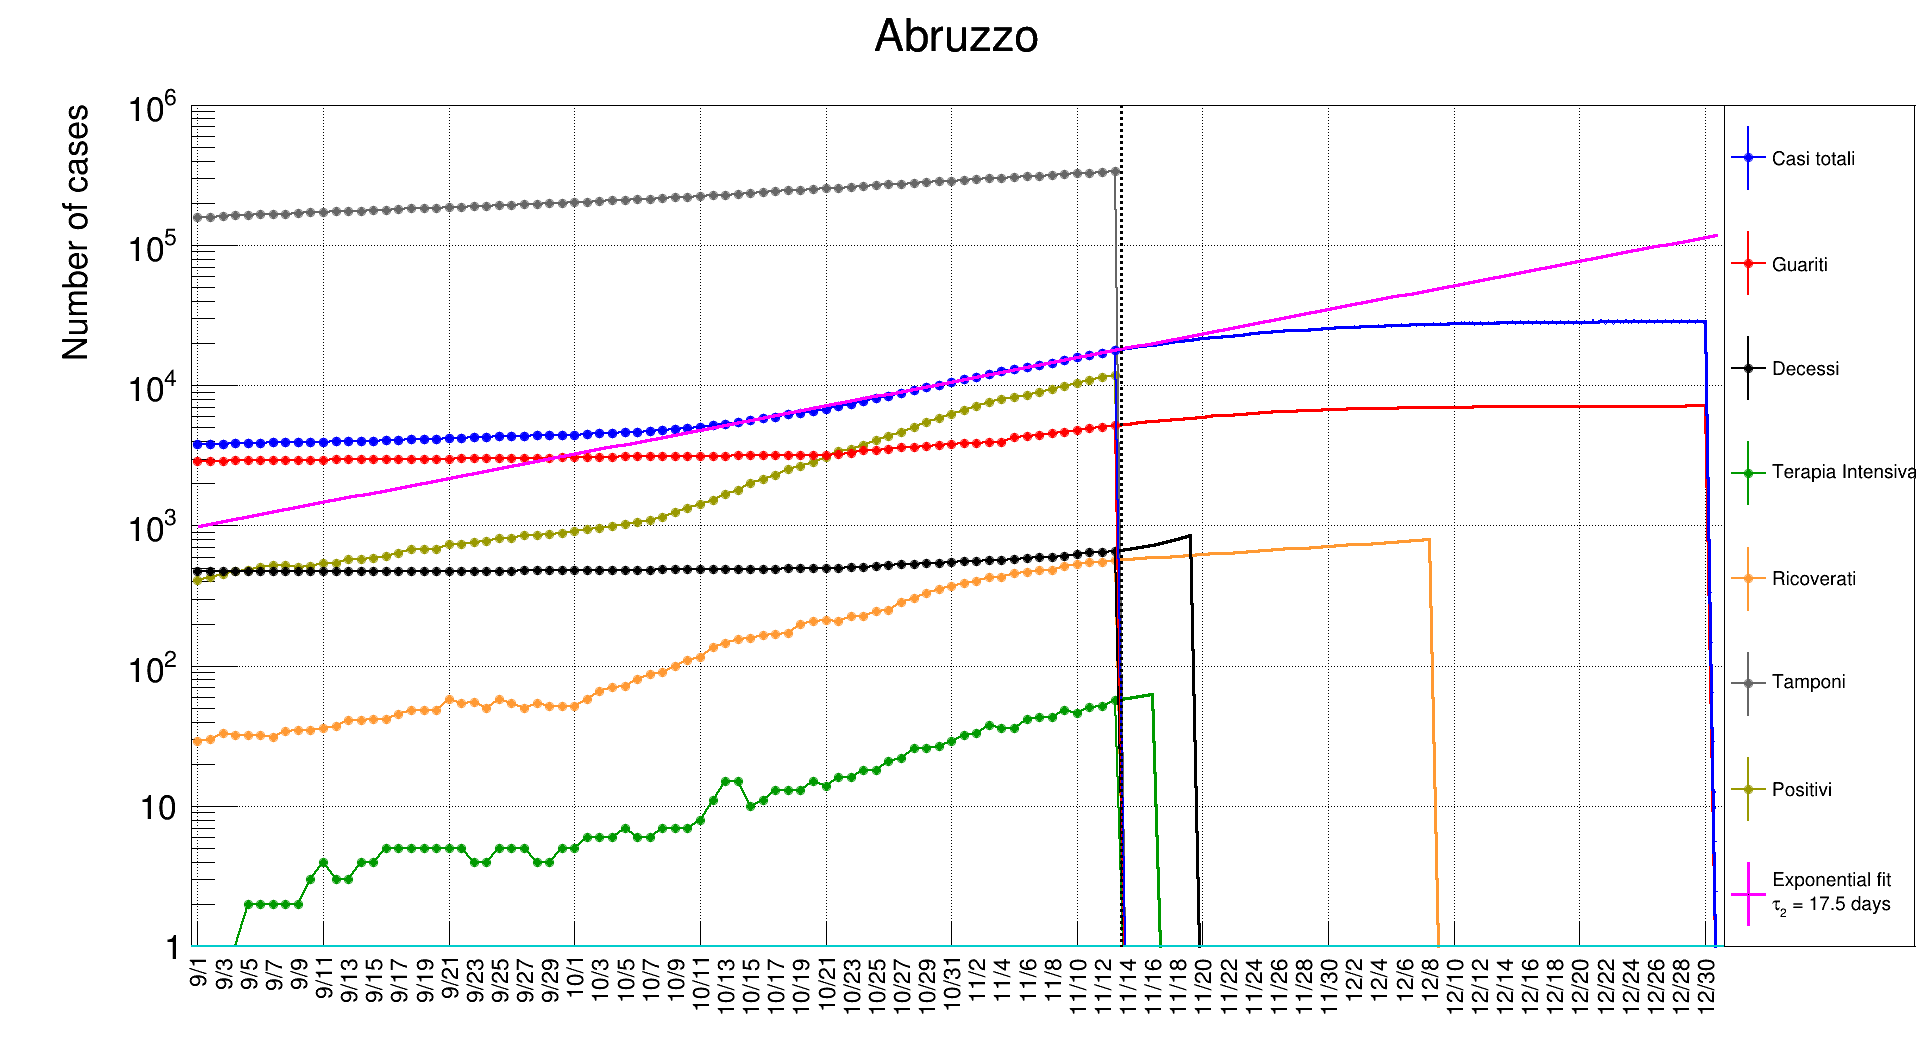 Abruzzo
Number of cases
10^6
10^5
10^4
10^3
10^2
10
1
9/1 9/3 9/5 9/7 9/9 9/11 9/13 9/15 9/17 9/19 9/21 9/23 9/25 9/27 9/29 10/1 10/3 10/5 10/7 10/9 10/11 10/13 10/15 10/17 10/19 10/21 10/23 10/25 10/27 10/29 10/31 11/2 11/4 11/6 11/8 11/10 11/12 11/14 11/16 11/18 11/20 11/22 11/24 11/26 11/28 11/30 12/2 12/4 12/6 12/8 12/10 12/12 12/14 12/16 12/18 12/20 12/22 12/24 12/26 12/28 12/30
Casi totali
Guariti
Decessi
Terapia Intensiva
Ricoverati
Tamponi
Positivi
Exponential fit
τ₂ = 17.5 days